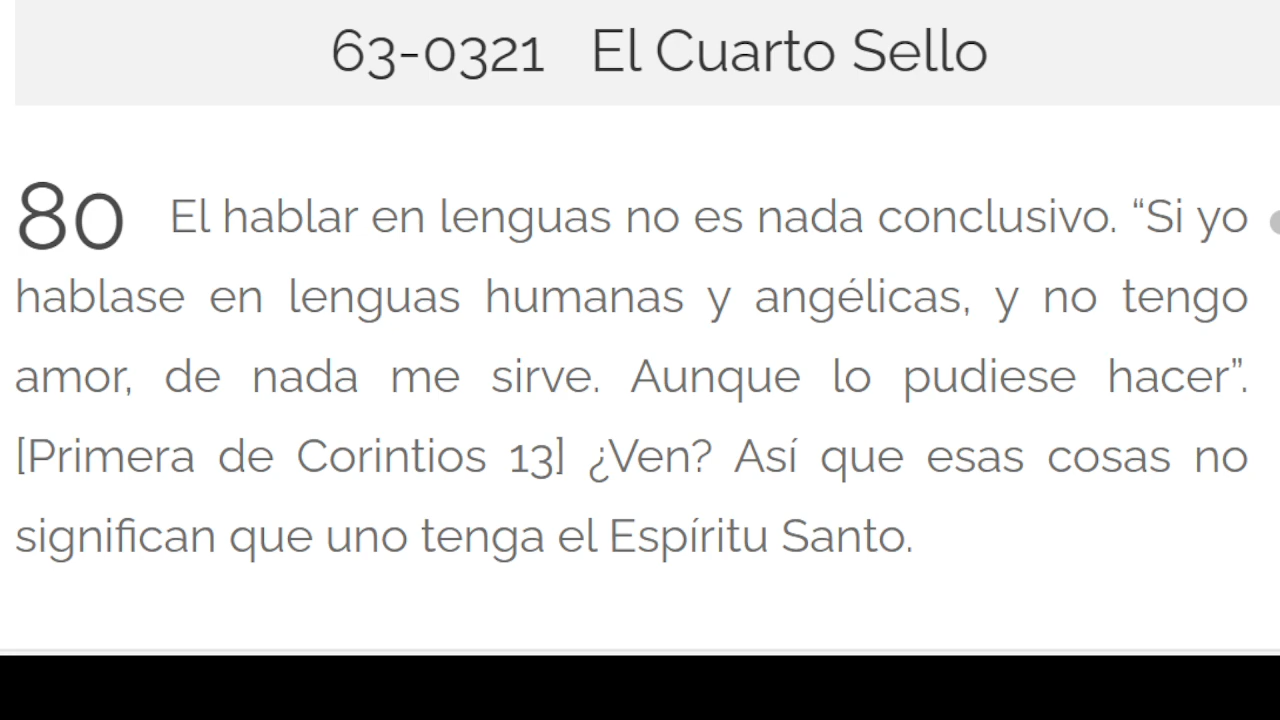 63-0321 El Cuarto Sello
80 El hablar en lenguas no es nada conclusivo. “Si yo
hablase en lenguas humanas y angélicas, y no tengo
amor, de nada me sirve. Aunque lo pudiese hacer”.
[Primera de Corintios 13] ¿Ven? Así que esas cosas no
significan que uno tenga el Espíritu Santo.